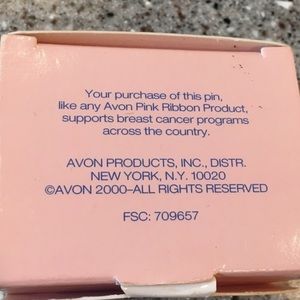 Your purchase of this pin,
like any Avon Pink Ribbon Product,
supports breast cancer programs
across the country.
AVON PRODUCTS, INC., DISTR.
NEW YORK, N.Y. 10020
©AVON 2000–ALL RIGHTS RESERVED
FSC: 709657